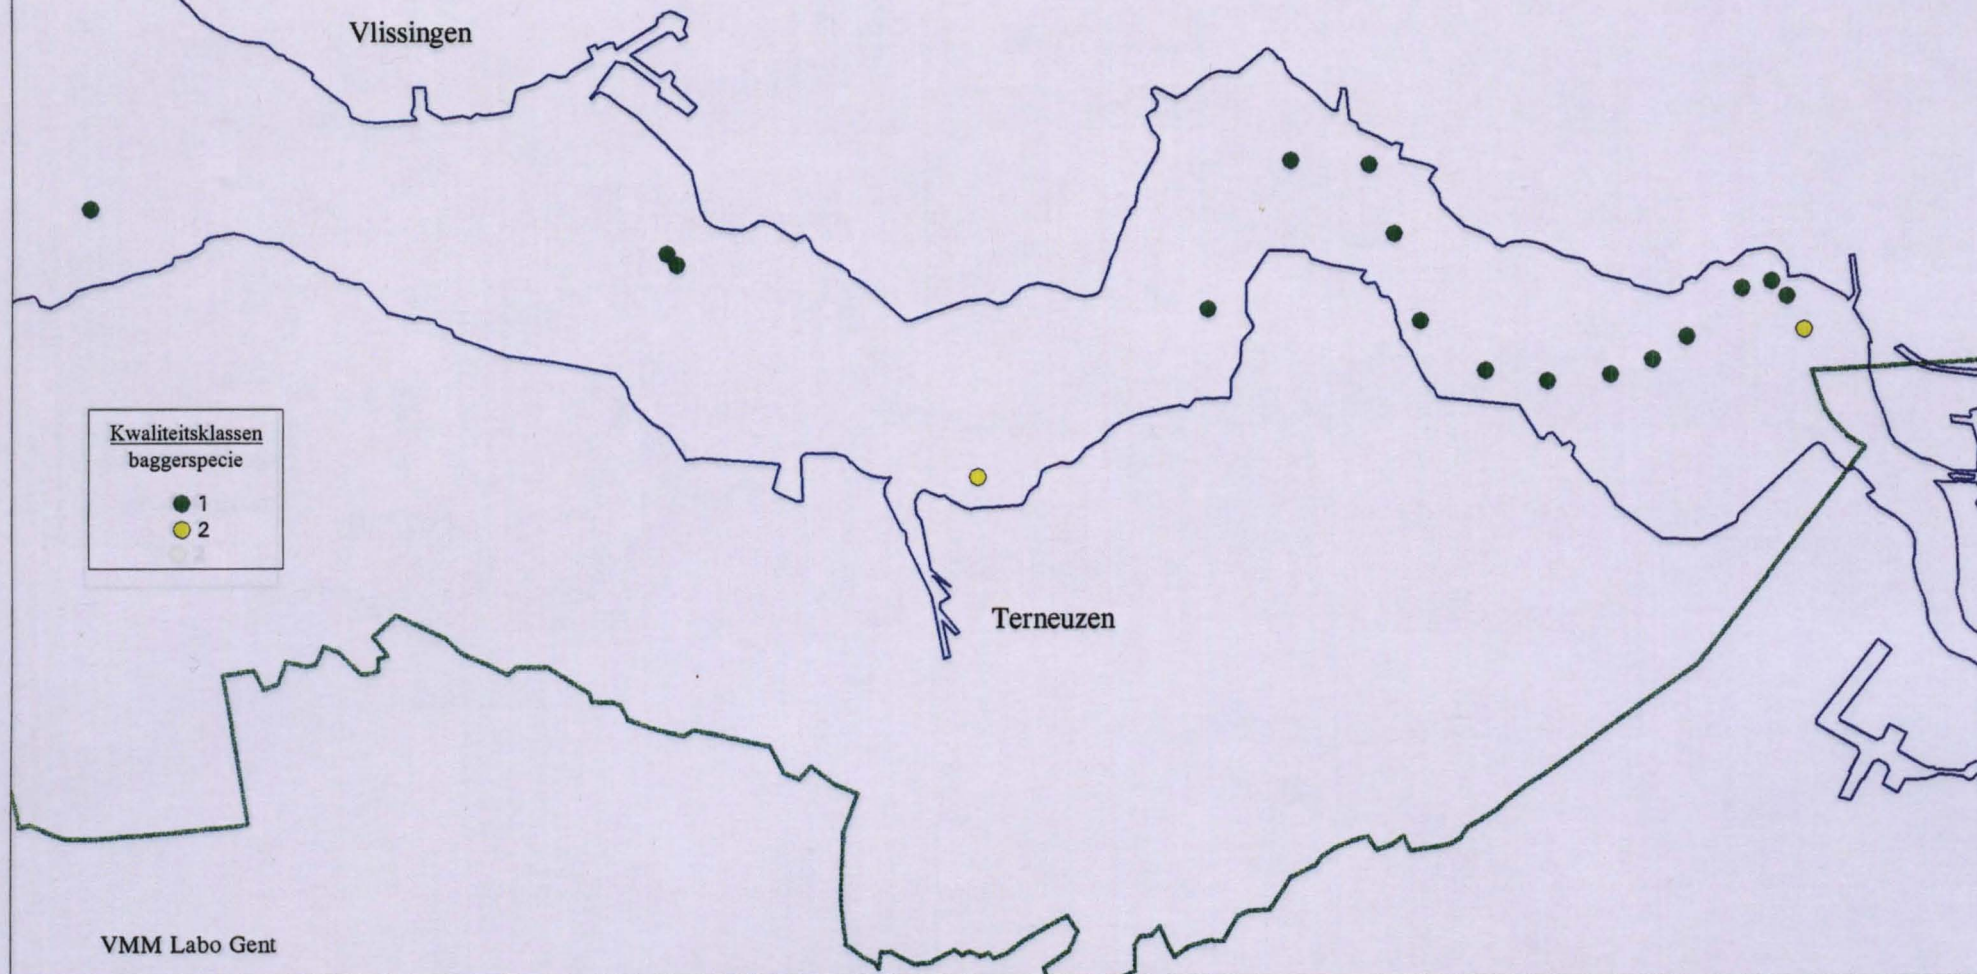 Vlissingen
Kwaliteitsklassen
baggerspecie
1
2
Terneuzen
VMM Labo Gent